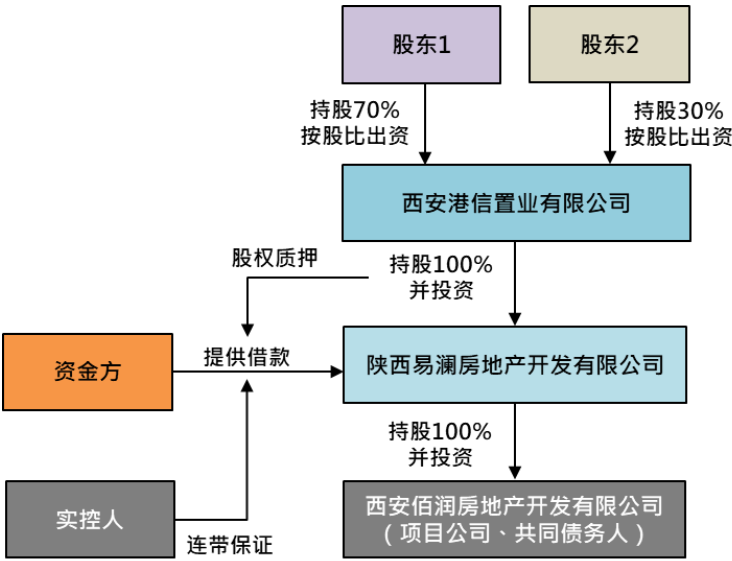 股东1
股东2
持股70%
按股比出资
持股30%
按股比出资
西安港信置业有限公司
股权质押
持股100%
并投资
资金方
提供借款
陕西易澜房地产开发有限公司
持股100%
并投资
实控人
连带保证
西安佰润房地产开发有限公司
（项目公司、共同债务人）